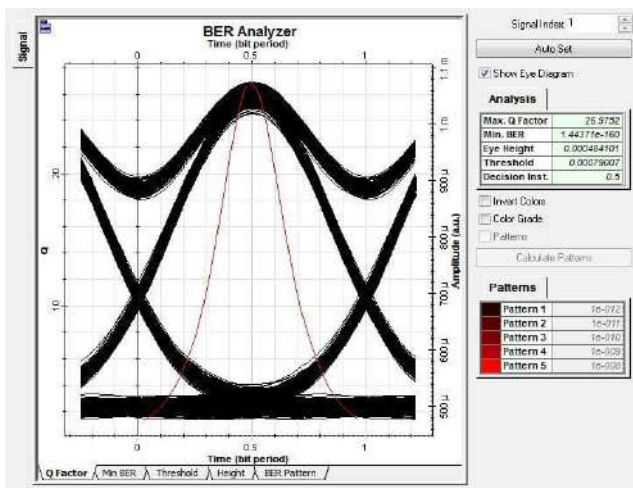 BER Analyzer
Time (bit period)
0
0.5
1
Signal
Q
20
10
1.1 m
1 m
900 µ
800 µ
700 µ
600 µ
500 µ
Amplitude (a.u.)
0
0.5
1
Time (bit period)
Q Factor
Min BER
Threshold
Height
BER Pattern
Signal Index: 1
Auto Set
Show Eye Diagram
Analysis
Max. Q Factor 26.9752
Min. BER 1.44371e-160
Eye Height 0.000484101
Threshold 0.00079007
Decision Inst. 0.5
Invert Colors
Color Grade
Patterns
Calculate Patterns
Patterns
Pattern 1 1e-012
Pattern 2 1e-011
Pattern 3 1e-010
Pattern 4 1e-009
Pattern 5 1e-008